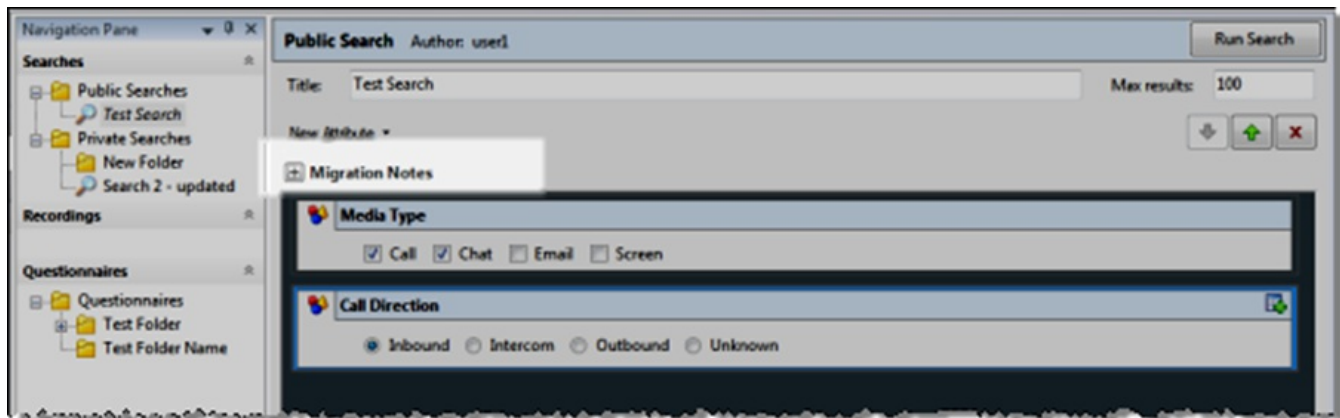 Navigation Pane
Searches
Public Searches
Test Search
Private Searches
New Folder
Search 2 - updated
Recordings
Questionnaires
Questionnaires
Test Folder
Test Folder Name
Public Search Author: user1
Run Search
Title: Test Search
Max results: 100
New Attribute
Migration Notes
Media Type
Call Chat Email Screen
Call Direction
Inbound Intercom Outbound Unknown